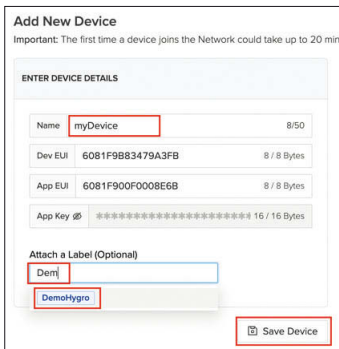 Add New Device
Important: The first time a device joins the Network could take up to 20 min
ENTER DEVICE DETAILS
Name myDevice 8/50
Dev EUI 6081F9B83479A3FB 8 / 8 Bytes
App EUI 6081F900F0008E6B 8 / 8 Bytes
App Key ********************** 16 / 16 Bytes
Attach a Label (Optional)
Dem
DemoHygro
Save Device